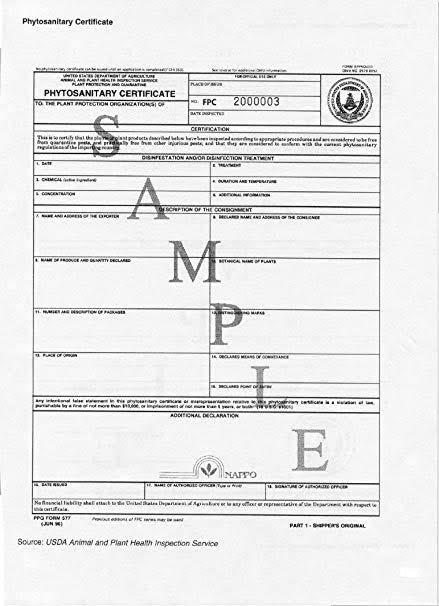 Phytosanitary Certificate
No phytosanitary certificate can be issued until an application is completed (7 CFR 353).
See reverse for additional OMB information.
FORM APPROVED
UNITED STATES DEPARTMENT OF AGRICULTURE
ANIMAL AND PLANT HEALTH INSPECTION SERVICE
PLANT PROTECTION AND QUARANTINE
PHYTOSANITARY CERTIFICATE
FOR OFFICIAL USE ONLY
PLACE OF ISSUE
NO. FPC 2000003
TO: THE PLANT PROTECTION ORGANIZATION(S) OF
DATE INSPECTED
CERTIFICATION
This is to certify that the plants or plant products described below have been inspected according to appropriate procedures and are considered to be free
from quarantine pests, and practically free from other injurious pests; and that they are considered to conform with the current phytosanitary
regulations of the importing country.
DISINFESTATION AND/OR DISINFECTION TREATMENT
1. DATE
2. TREATMENT
3. CHEMICAL (active ingredient)
4. DURATION AND TEMPERATURE
5. CONCENTRATION
6. ADDITIONAL INFORMATION
DESCRIPTION OF THE CONSIGNMENT
7. NAME AND ADDRESS OF THE EXPORTER
8. DECLARED NAME AND ADDRESS OF THE CONSIGNEE
9. NAME OF PRODUCE AND QUANTITY DECLARED
10. BOTANICAL NAME OF PLANTS
11. NUMBER AND DESCRIPTION OF PACKAGES
12. DISTINGUISHING MARKS
13. PLACE OF ORIGIN
14. DECLARED MEANS OF CONVEYANCE
15. DECLARED POINT OF ENTRY
Any intentional false statement in this phytosanitary certificate or misrepresentation relative to this phytosanitary certificate is a violation of law,
punishable by a fine of not more than $10,000, or imprisonment of not more than 5 years, or both. (18 U.S.C. §1001)
ADDITIONAL DECLARATION
SAMPLE
NAPPO
16. DATE ISSUED
17. NAME OF AUTHORIZED OFFICER (Type or Print)
18. SIGNATURE OF AUTHORIZED OFFICER
No financial liability shall attach to the United States Department of Agriculture or to any officer or representative of the Department with respect to
this certificate.
PPQ FORM 577
(JUN 96)
Previous editions of FPC series may be used
PART 1 - SHIPPER'S ORIGINAL
Source: USDA Animal and Plant Health Inspection Service